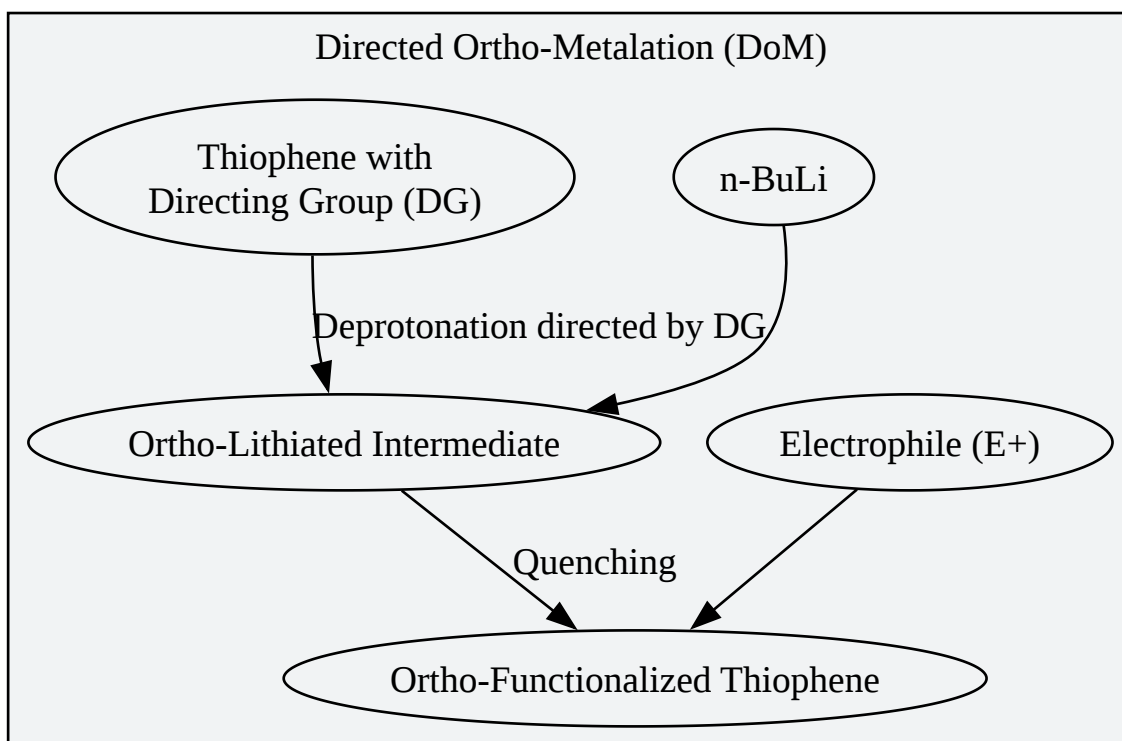 Directed Ortho-Metalation (DoM)
Thiophene with
Directing Group (DG)
n-BuLi
Deprotonation directed by DG
Ortho-Lithiated Intermediate
Electrophile (E+)
Quenching
Ortho-Functionalized Thiophene